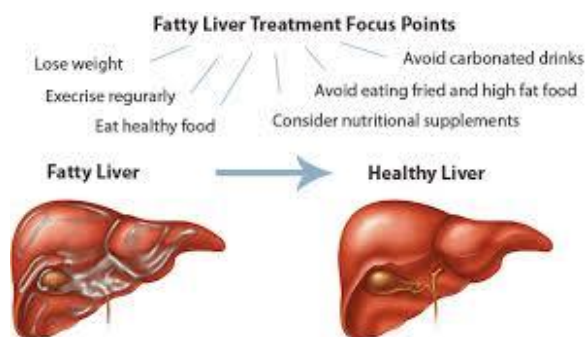 Fatty Liver Treatment Focus Points
Lose weight
Execrise regurarly
Eat healthy food
Avoid carbonated drinks
Avoid eating fried and high fat food
Consider nutritional supplements
Fatty Liver
Healthy Liver